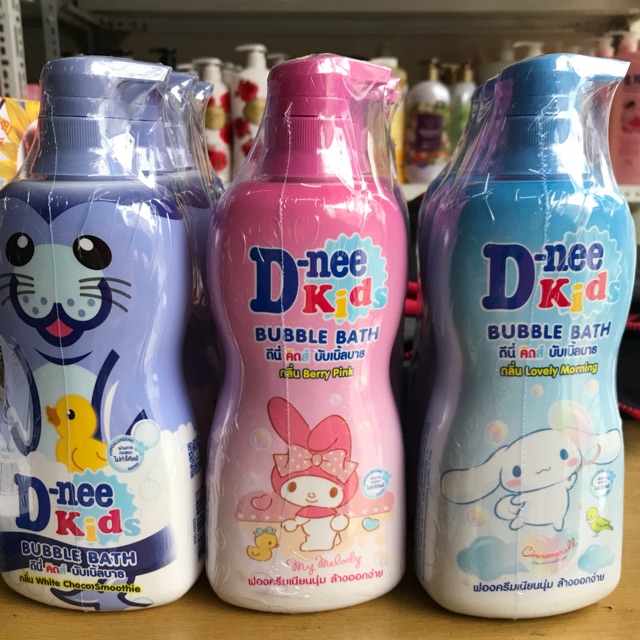 D-nee
Kids
BUBBLE BATH
ดีนี่ คิดส์ บับเบิ้ลบาธ
กลิ่น White Choco1Smoothie
D-nee
Kids
BUBBLE BATH
ดีนี่ คิดส์ บับเบิ้ลบาธ
กลิ่น Berry Pink
My Melody
ฟองครีมเนียนนุ่ม ล้างออกง่าย
D-nee
Kids
BUBBLE BATH
ดีนี่ คิดส์ บับเบิ้ลบาธ
กลิ่น Lovely Morning
Cinnamoroll
ฟองครีมเนียนนุ่ม ล้างออกง่าย